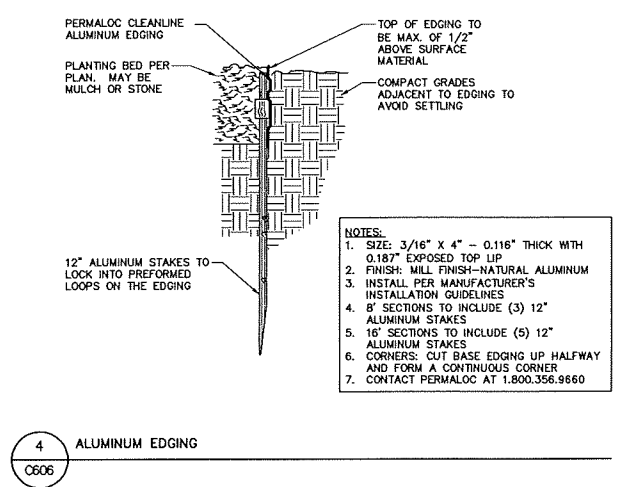 PERMALOC CLEANLINE
ALUMINUM EDGING
TOP OF EDGING TO
BE MAX. OF 1/2"
ABOVE SURFACE
MATERIAL
PLANTING BED PER
PLAN. MAY BE
MULCH OR STONE
COMPACT GRADES
ADJACENT TO EDGING TO
AVOID SETTLING
12" ALUMINUM STAKES TO
LOCK INTO PREFORMED
LOOPS ON THE EDGING
NOTES:
1. SIZE: 3/16" X 4" - 0.116" THICK WITH
0.187" EXPOSED TOP LIP
2. FINISH: MILL FINISH-NATURAL ALUMINUM
3. INSTALL PER MANUFACTURER'S
INSTALLATION GUIDELINES
4. 8' SECTIONS TO INCLUDE (3) 12"
ALUMINUM STAKES
5. 16' SECTIONS TO INCLUDE (5) 12"
ALUMINUM STAKES
6. CORNERS: CUT BASE EDGING UP HALFWAY
AND FORM A CONTINUOUS CORNER
7. CONTACT PERMALOC AT 1.800.356.9660
4
C606
ALUMINUM EDGING